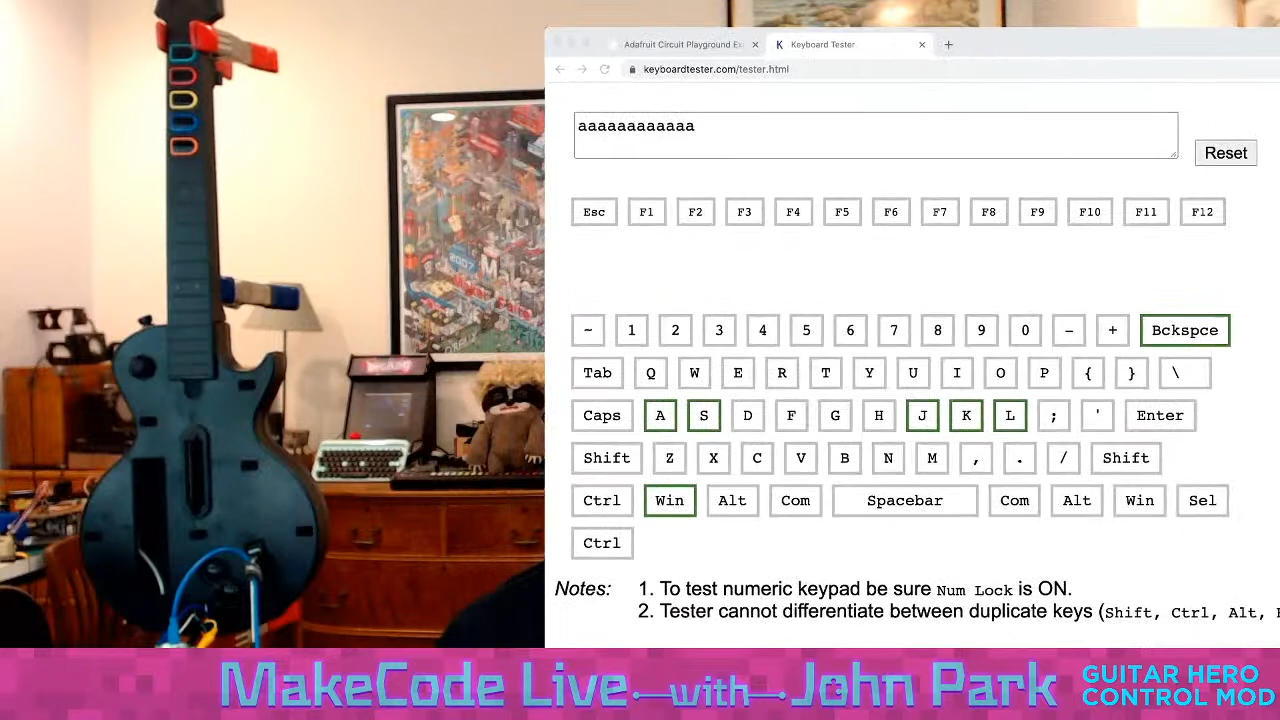 Adafruit Circuit Playground Ex
K Keyboard Tester
keyboardtester.com/tester.html
aaaaaaaaaaaa
Reset
Esc F1 F2 F3 F4 F5 F6 F7 F8 F9 F10 F11 F12
~ 1 2 3 4 5 6 7 8 9 0 - + Bckspce
Tab Q W E R T Y U I O P { } \
Caps A S D F G H J K L ; ' Enter
Shift Z X C V B N M , . / Shift
Ctrl Win Alt Com Spacebar Com Alt Win Sel
Ctrl
Notes: 1. To test numeric keypad be sure Num Lock is ON.
2. Tester cannot differentiate between duplicate keys (Shift, Ctrl, Alt,
2007
MakeCode Live with John Park
GUITAR HERO
CONTROL MOD